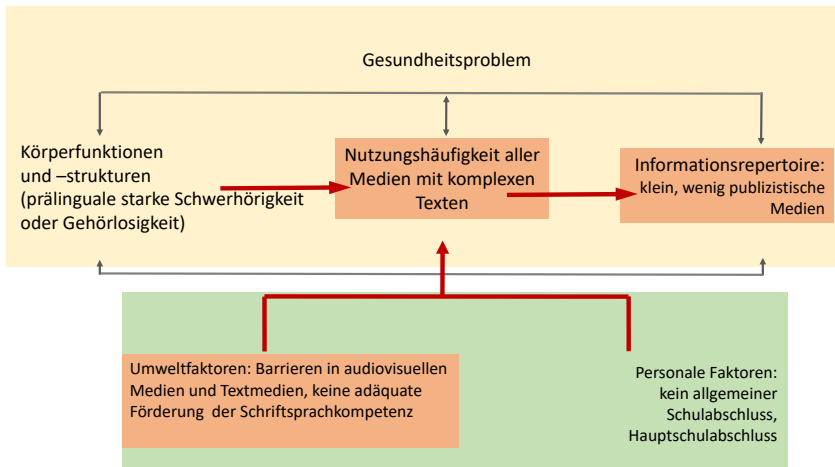 Gesundheitsproblem
Körperfunktionen
und –strukturen
(prälinguale starke Schwerhörigkeit
oder Gehörlosigkeit)
Nutzungshäufigkeit aller
Medien mit komplexen
Texten
Informationsrepertoire:
klein, wenig publizistische
Medien
Umweltfaktoren: Barrieren in audiovisuellen
Medien und Textmedien, keine adäquate
Förderung der Schriftsprachkompetenz
Personale Faktoren:
kein allgemeiner
Schulabschluss,
Hauptschulabschluss